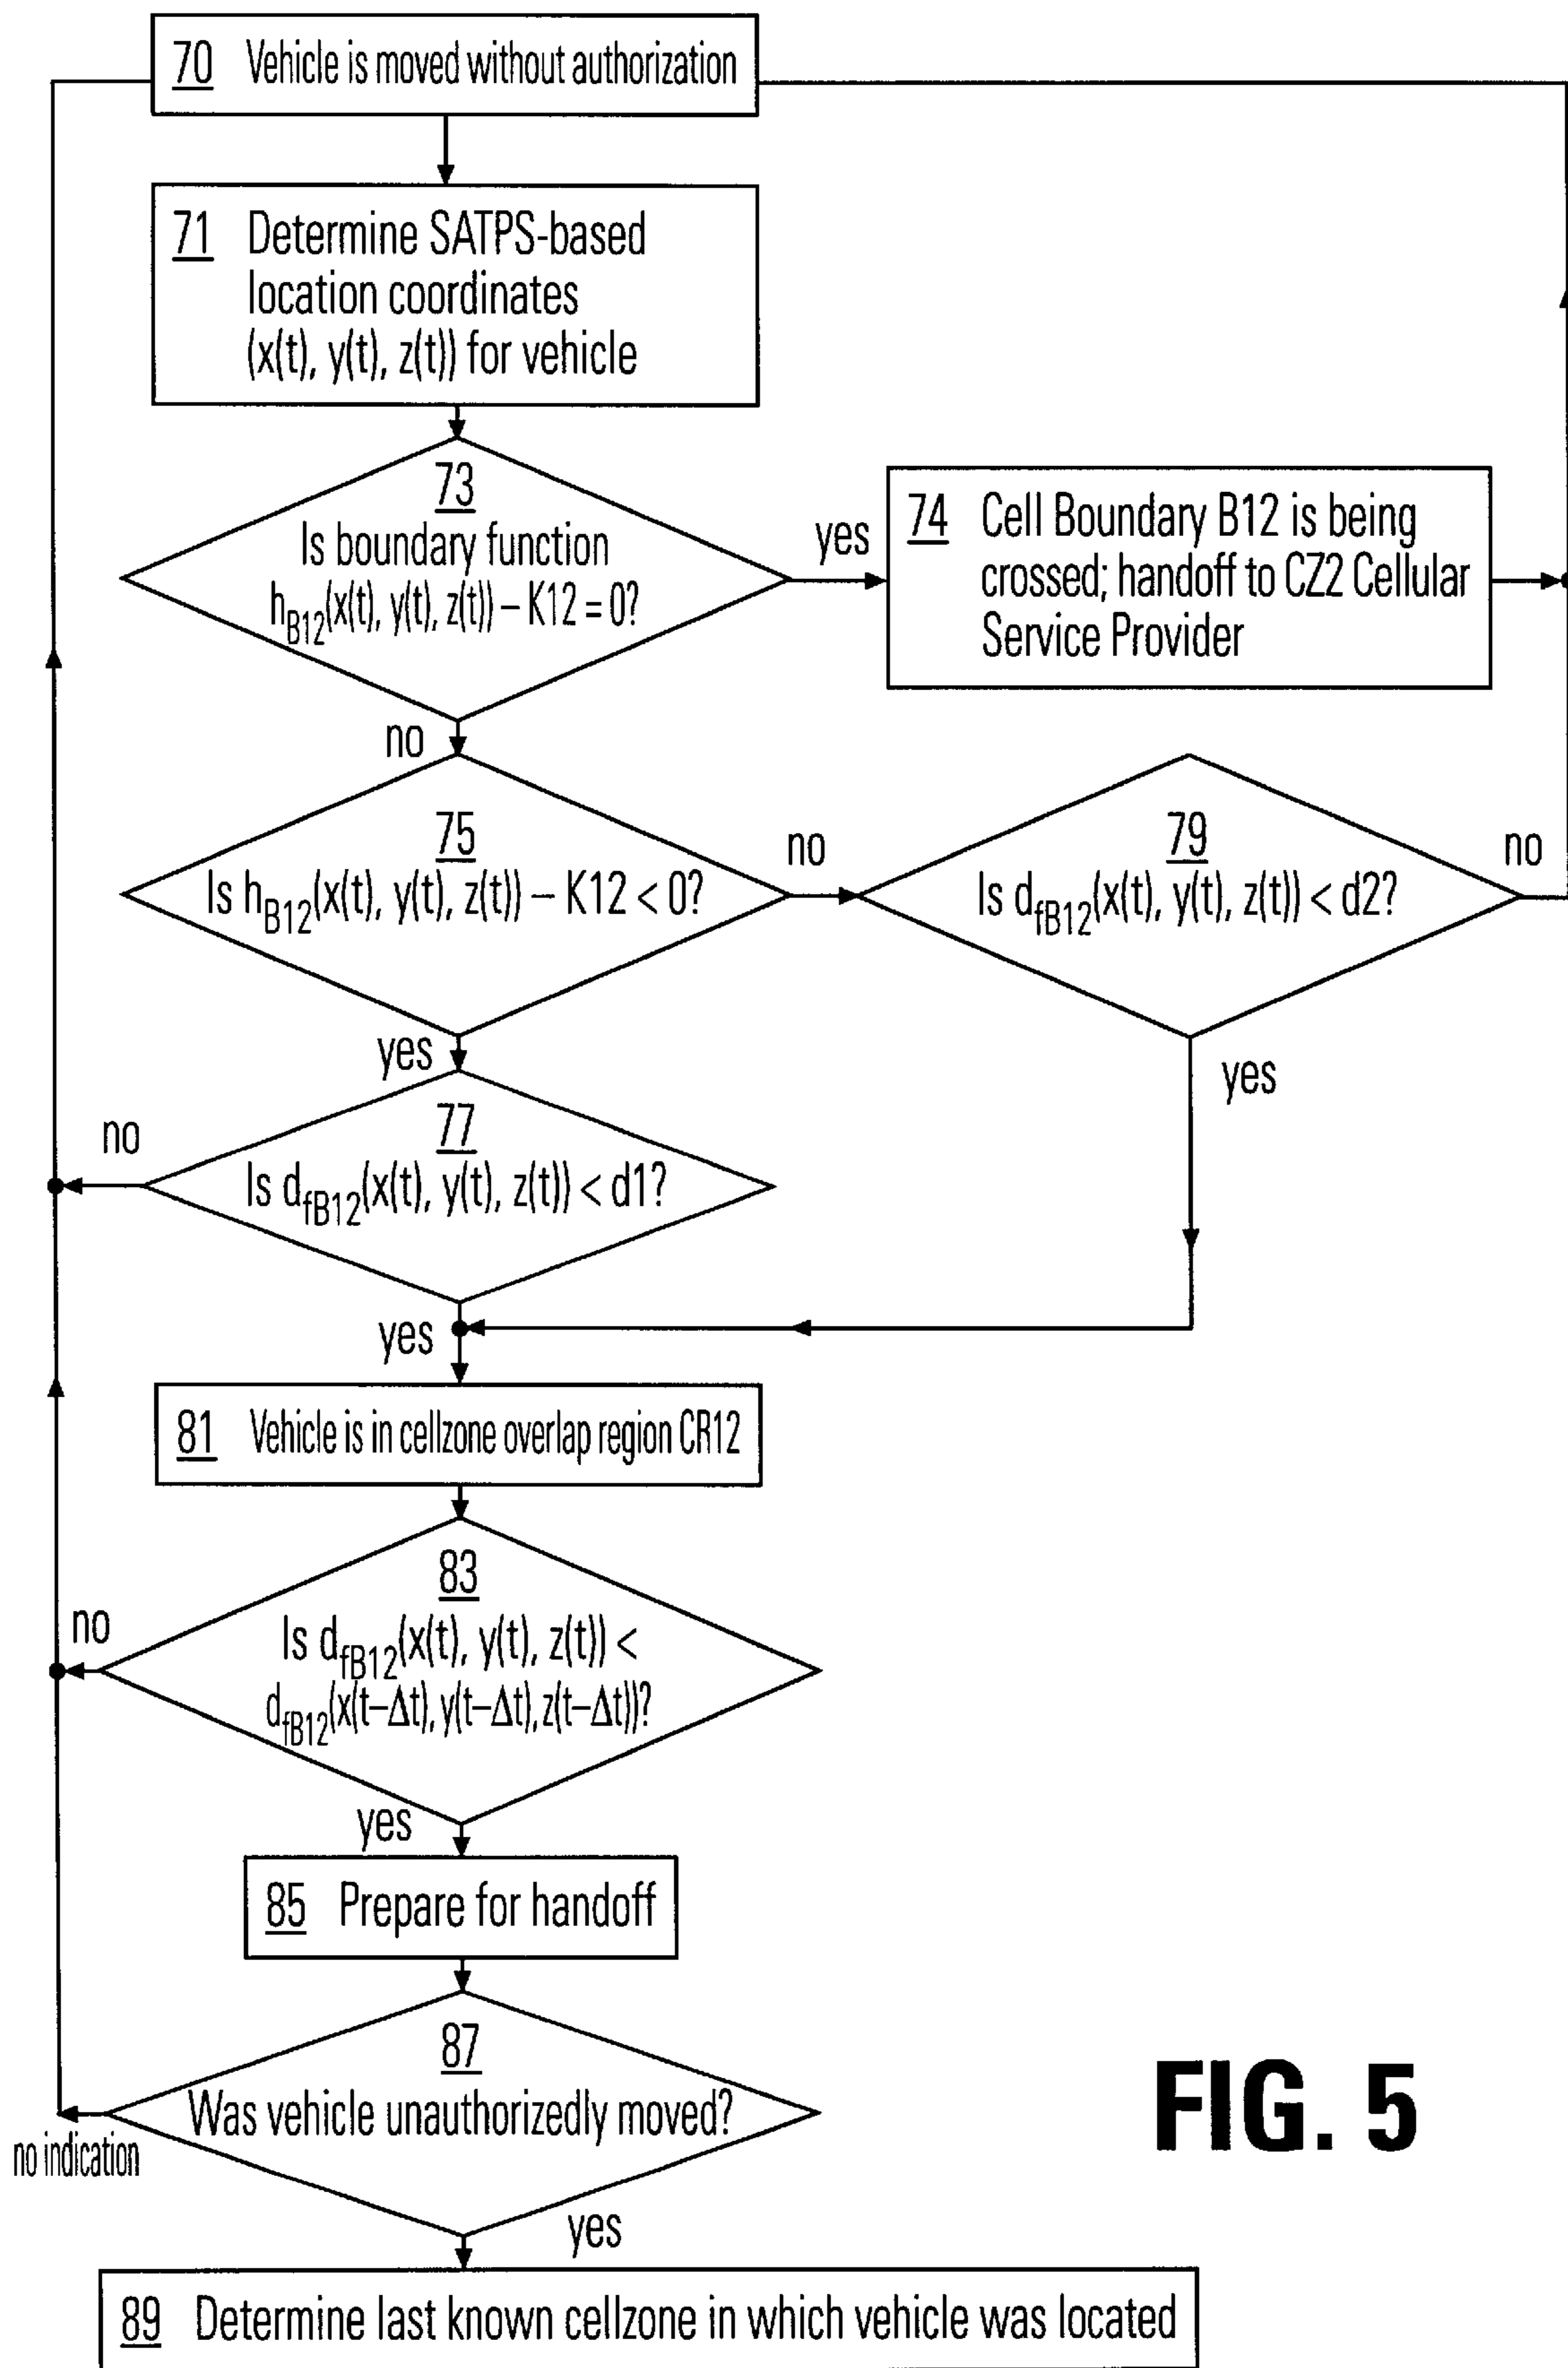 70 Vehicle is moved without authorization
71 Determine SATPS-based
location coordinates
(x(t), y(t), z(t)) for vehicle
73
Is boundary function
hB12(x(t), y(t), z(t)) – K12 = 0?
yes
74 Cell Boundary B12 is being
crossed; handoff to CZ2 Cellular
Service Provider
no
75
Is hB12(x(t), y(t), z(t)) – K12 < 0?
no
79
Is dfB12(x(t), y(t), z(t)) < d2?
no
yes
yes
77
Is dfB12(x(t), y(t), z(t)) < d1?
no
yes
81 Vehicle is in cellzone overlap region CR12
83
Is dfB12(x(t), y(t), z(t)) <
dfB12(x(t–Δt), y(t–Δt), z(t–Δt))?
no
yes
85 Prepare for handoff
87
Was vehicle unauthorizedly moved?
no indication
yes
89 Determine last known cellzone in which vehicle was located
FIG. 5